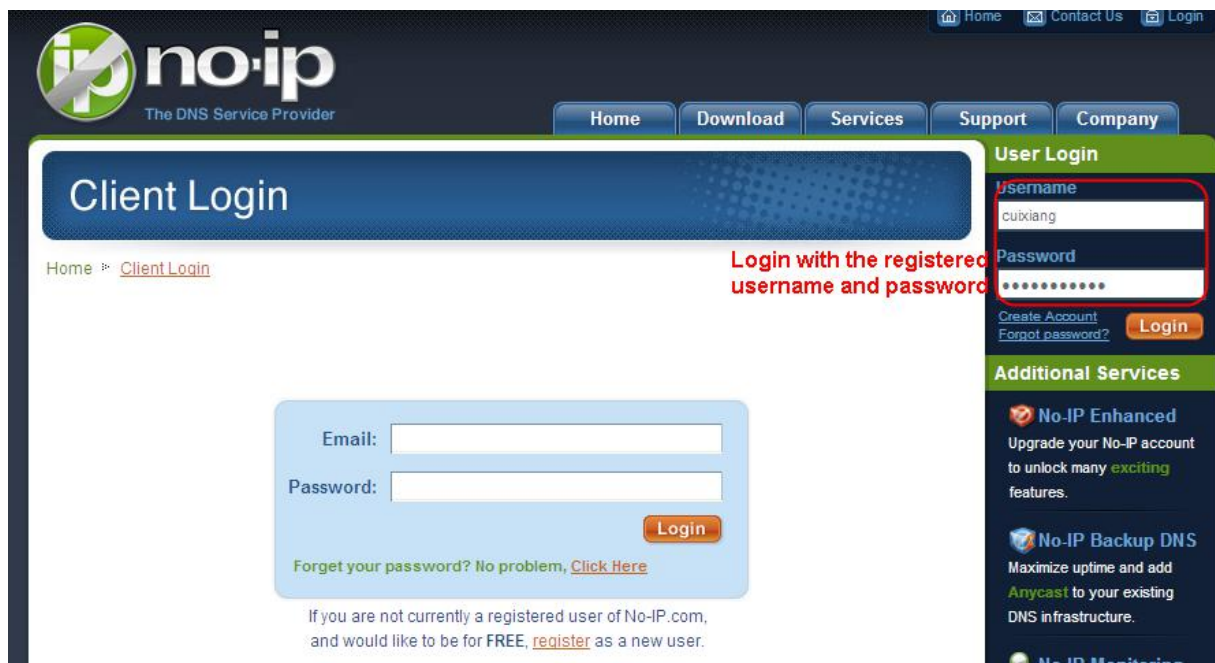 Home Contact Us Login
ip no·ip
The DNS Service Provider
Home Download Services Support Company
Client Login
Home Client Login
Login with the registered
username and password
Email:
Password:
Login
Forget your password? No problem, Click Here
If you are not currently a registered user of No-IP.com,
and would like to be for FREE, register as a new user.
User Login
Username
cuixiang
Password
•••••••••••
Create Account
Forgot password?
Login
Additional Services
No-IP Enhanced
Upgrade your No-IP account
to unlock many exciting
features.
No-IP Backup DNS
Maximize uptime and add
Anycast to your existing
DNS infrastructure.
No-IP Monitoring